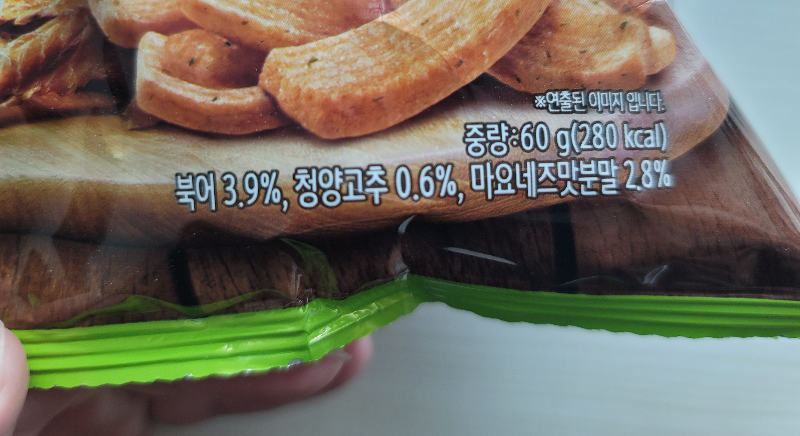 ※연출된 이미지 입니다.
중량:60 g(280 kcal)
북어 3.9%, 청양고추 0.6%, 마요네즈맛분말 2.8%